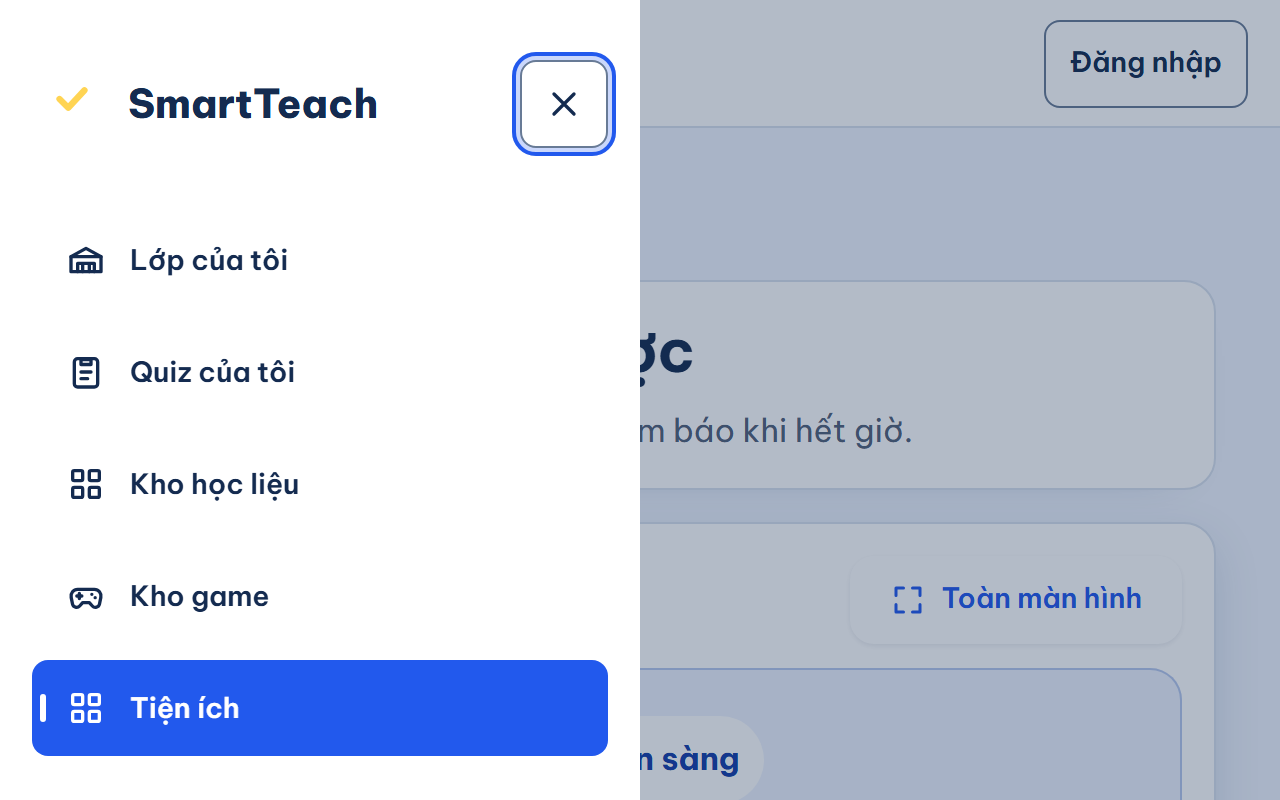 SmartTeach
Đăng nhập
Lớp của tôi
Quiz của tôi
Kho học liệu
Kho game
Tiện ích
báo khi hết giờ.
Toàn màn hình
sàng